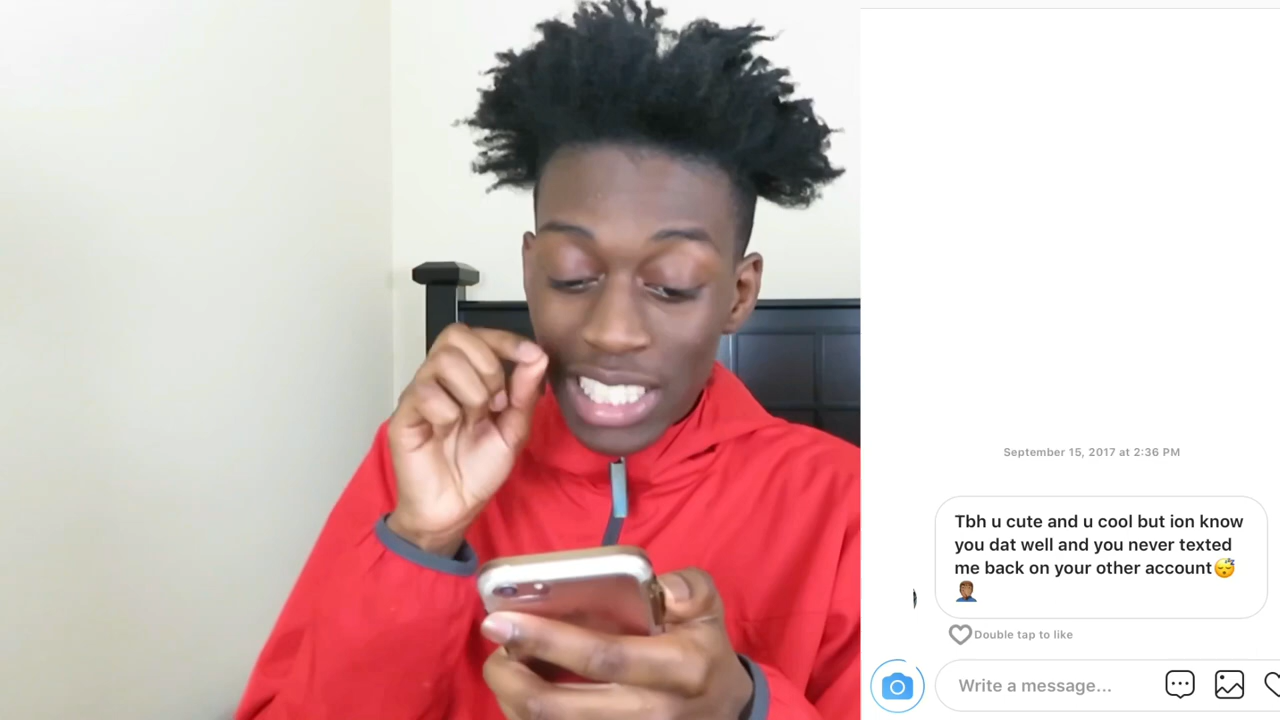 September 15, 2017 at 2:36 PM
Tbh u cute and u cool but ion know
you dat well and you never texted
me back on your other account😴
🤦🏾‍♂️
Double tap to like
Write a message...